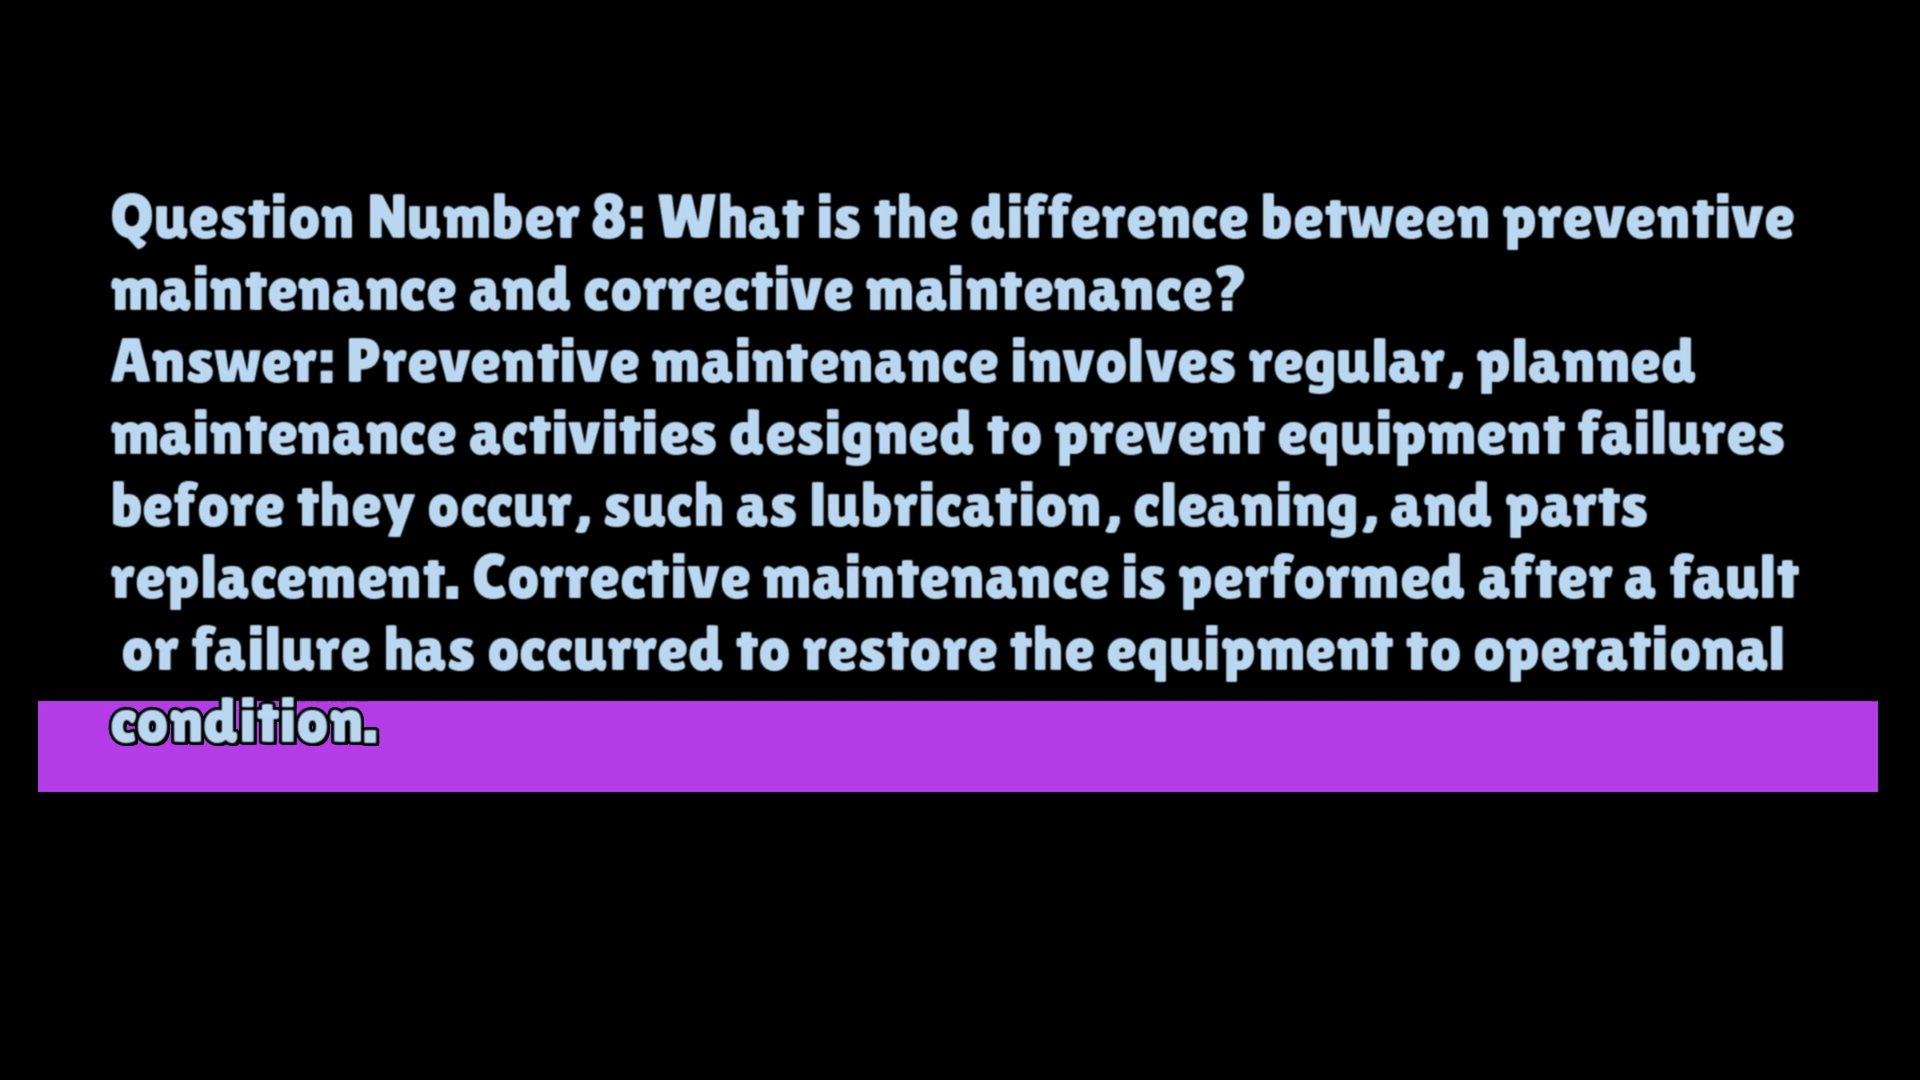 Question Number 8: What is the difference between preventive
maintenance and corrective maintenance?
Answer: Preventive maintenance involves regular, planned
maintenance activities designed to prevent equipment failures
before they occur, such as lubrication, cleaning, and parts
replacement. Corrective maintenance is performed after a fault
or failure has occurred to restore the equipment to operational
condition.